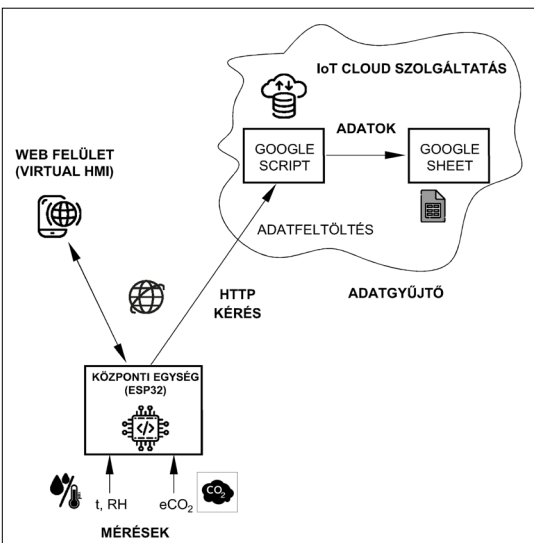 IoT CLOUD SZOLGÁLTATÁS
ADATOK
GOOGLE
SCRIPT
GOOGLE
SHEET
WEB FELÜLET
(VIRTUAL HMI)
ADATFELTÖLTÉS
HTTP
KÉRÉS
ADATGYŰJTŐ
KÖZPONTI EGYSÉG
(ESP32)
</>
t, RH
eCO₂
CO₂
MÉRÉSEK